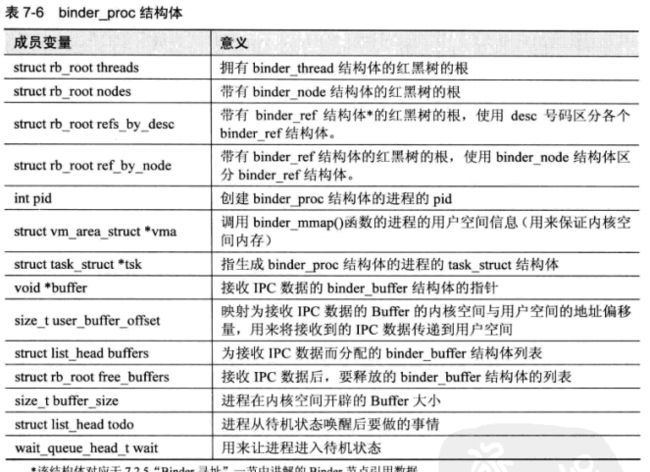 表 7-6 binder_proc 结构体
成员变量 意义
struct rb_root threads 拥有 binder_thread 结构体的红黑树的根
struct rb_root nodes 带有 binder_node 结构体的红黑树的根
struct rb_root refs_by_desc 带有 binder_ref 结构体*的红黑树的根，使用 desc 号码区分各个
binder_ref 结构体。
struct rb_root ref_by_node 带有 binder_ref 结构体的红黑树的根，使用 binder_node 结构体区
分 binder_ref 结构体。
int pid 创建 binder_proc 结构体的进程的 pid
struct vm_area_struct *vma 调用 binder_mmap()函数的进程的用户空间信息（用来保证内核空
间内存）
struct task_struct *tsk 指生成 binder_proc 结构体的进程的 task_struct 结构体
void *buffer 接收 IPC 数据的 binder_buffer 结构体的指针
size_t user_buffer_offset 映射为接收 IPC 数据的 Buffer 的内核空间与用户空间的地址偏移
量，用来将接收到的 IPC 数据传递到用户空间
struct list_head buffers 为接收 IPC 数据而分配的 binder_buffer 结构体列表
struct rb_root free_buffers 接收 IPC 数据后，要释放的 binder_buffer 结构体的列表
size_t buffer_size 进程在内核空间开辟的 Buffer 大小
struct list_head todo 进程从待机状态唤醒后要做的事情
wait_queue_head_t wait 用来让进程进入待机状态
*该结构体对应于 7.2.5 “Binder 寻址”一节中讲解的 Binder 节点引用数据